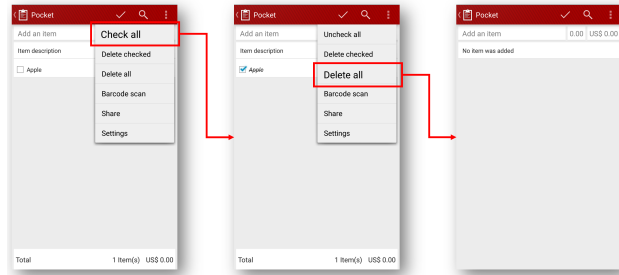 Pocket
Add an item
Check all
Item description
Delete checked
Apple
Delete all
Barcode scan
Share
Settings
Total 1 Item(s) US$ 0.00
Pocket
Add an item
Uncheck all
Item description
Delete checked
Apple
Delete all
Barcode scan
Share
Settings
Total 1 Item(s) US$ 0.00
Pocket
Add an item 0.00 US$ 0.00
No item was added